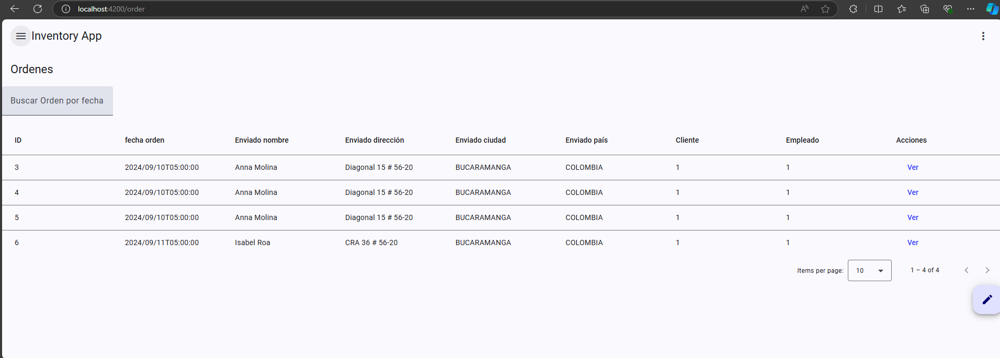 localhost:4200/order
Inventory App
Ordenes
Buscar Orden por fecha
ID fecha orden Enviado nombre Enviado dirección Enviado ciudad Enviado país Cliente Empleado Acciones
3 2024/09/10T05:00:00 Anna Molina Diagonal 15 # 56-20 BUCARAMANGA COLOMBIA 1 1 Ver
4 2024/09/10T05:00:00 Anna Molina Diagonal 15 # 56-20 BUCARAMANGA COLOMBIA 1 1 Ver
5 2024/09/10T05:00:00 Anna Molina Diagonal 15 # 56-20 BUCARAMANGA COLOMBIA 1 1 Ver
6 2024/09/11T05:00:00 Isabel Roa CRA 36 # 56-20 BUCARAMANGA COLOMBIA 1 1 Ver
Items per page: 10 1 – 4 of 4